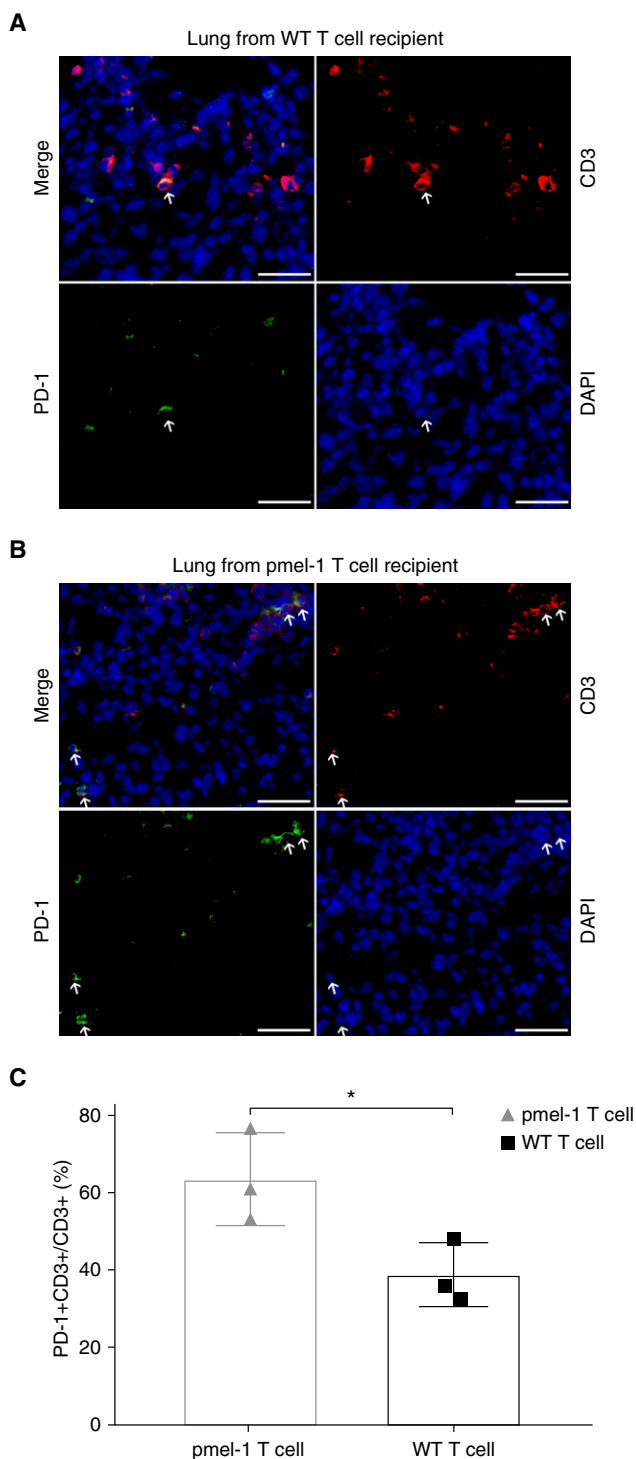 A
Lung from WT T cell recipient
Merge
CD3
PD-1
DAPI
B
Lung from pmel-1 T cell recipient
Merge
CD3
PD-1
DAPI
C
*
pmel-1 T cell
WT T cell
PD-1+CD3+/CD3+ (%)
80
60
40
20
0
pmel-1 T cell
WT T cell